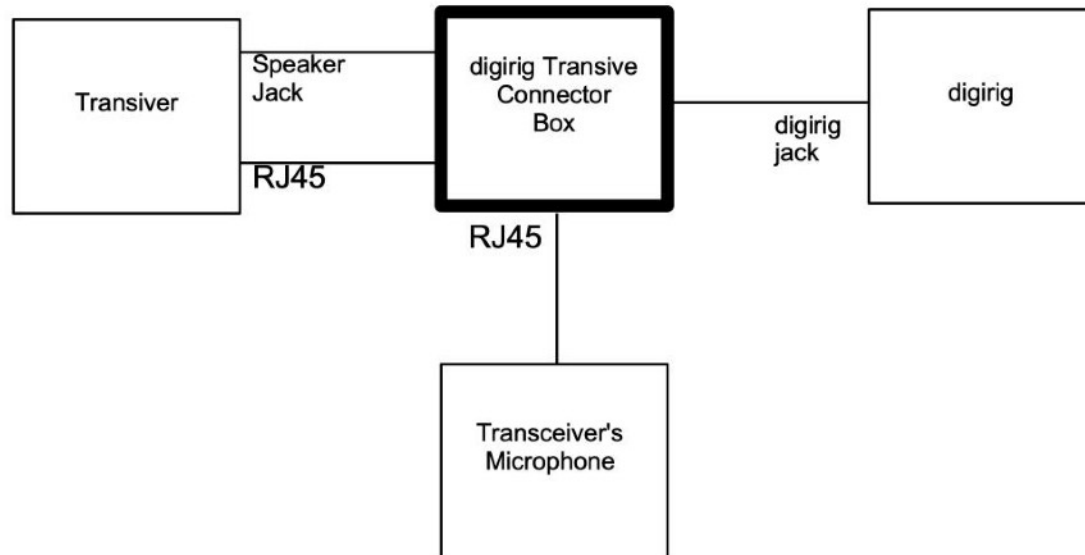 Transiver
Speaker
Jack
RJ45
digirig Transive
Connector
Box
RJ45
digirig
jack
digirig
Transceiver's
Microphone